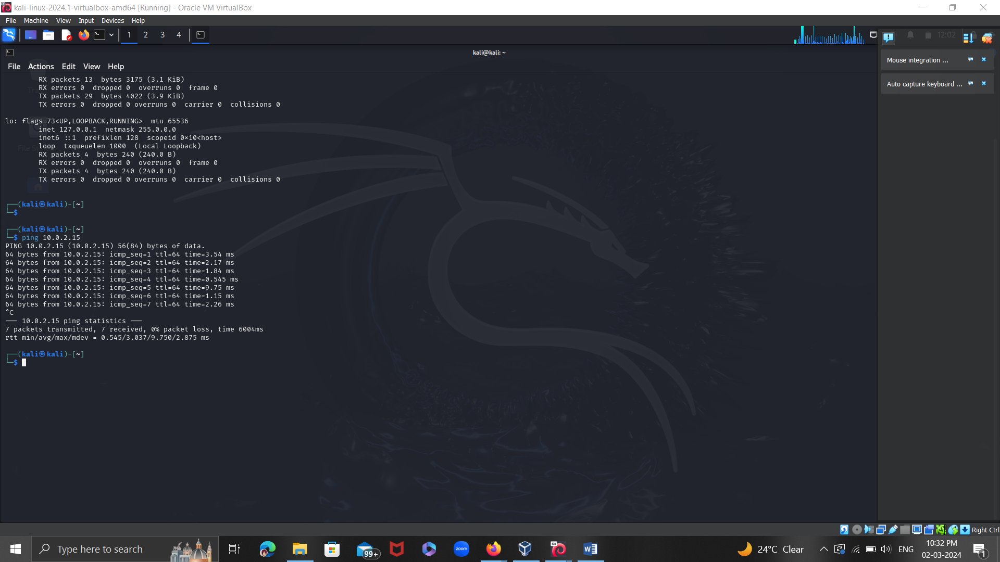 kali-linux-2024.1-virtualbox-amd64 [Running] - Oracle VM VirtualBox
File Machine View Input Devices Help
1 2 3 4
12:02
kali@kali: ~
File Actions Edit View Help
Mouse integration ...
Auto capture keyboard ...
RX packets 13  bytes 3175 (3.1 KiB)
RX errors 0  dropped 0  overruns 0  frame 0
TX packets 29  bytes 4022 (3.9 KiB)
TX errors 0  dropped 0 overruns 0  carrier 0  collisions 0
lo: flags=73<UP,LOOPBACK,RUNNING>  mtu 65536
inet 127.0.0.1  netmask 255.0.0.0
inet6 ::1  prefixlen 128  scopeid 0×10<host>
loop  txqueuelen 1000  (Local Loopback)
RX packets 4  bytes 240 (240.0 B)
RX errors 0  dropped 0  overruns 0  frame 0
TX packets 4  bytes 240 (240.0 B)
TX errors 0  dropped 0 overruns 0  carrier 0  collisions 0
┌──(kali㉿kali)-[~]
└─$
┌──(kali㉿kali)-[~]
└─$ ping 10.0.2.15
PING 10.0.2.15 (10.0.2.15) 56(84) bytes of data.
64 bytes from 10.0.2.15: icmp_seq=1 ttl=64 time=3.54 ms
64 bytes from 10.0.2.15: icmp_seq=2 ttl=64 time=2.17 ms
64 bytes from 10.0.2.15: icmp_seq=3 ttl=64 time=1.84 ms
64 bytes from 10.0.2.15: icmp_seq=4 ttl=64 time=0.545 ms
64 bytes from 10.0.2.15: icmp_seq=5 ttl=64 time=9.75 ms
64 bytes from 10.0.2.15: icmp_seq=6 ttl=64 time=1.15 ms
64 bytes from 10.0.2.15: icmp_seq=7 ttl=64 time=2.26 ms
^C
─── 10.0.2.15 ping statistics ───
7 packets transmitted, 7 received, 0% packet loss, time 6004ms
rtt min/avg/max/mdev = 0.545/3.037/9.750/2.875 ms
┌──(kali㉿kali)-[~]
└─$
Right Ctrl
Type here to search
99+
zoom
64
W
24°C Clear
ENG
10:32 PM
02-03-2024
1